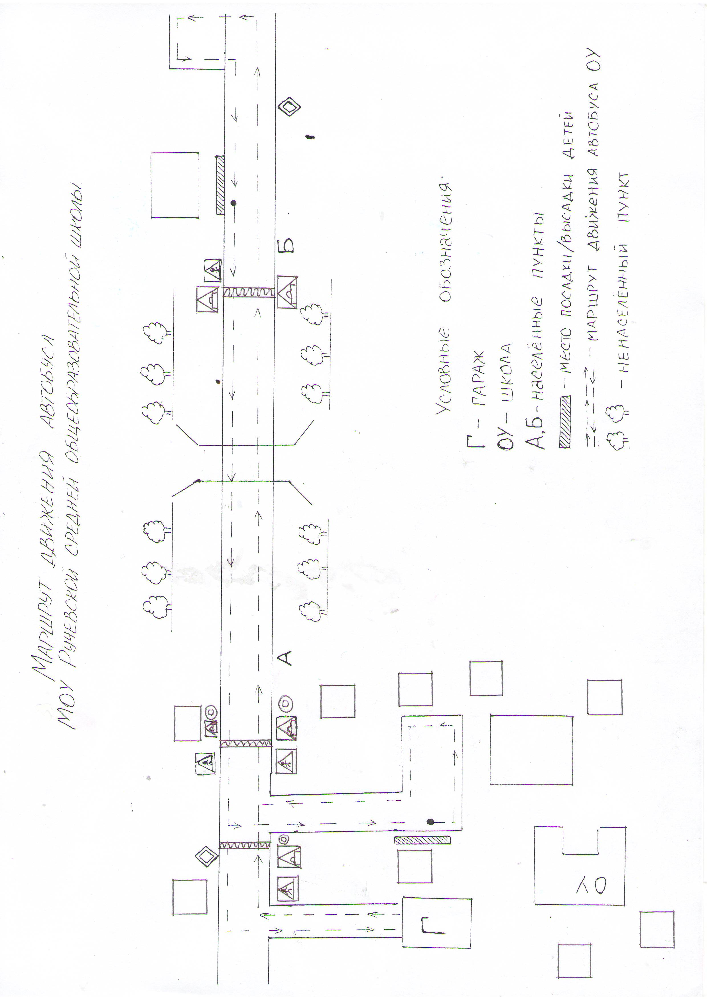 Маршрут движения автобуса
МОУ Ручевской средней общеобразовательной школы
Б
А
Г
ОУ
Условные обозначения:
Г – гараж
ОУ – школа
А,Б - населённые пункты
– место посадки/высадки детей
– маршрут движения автобуса ОУ
– ненаселённый пункт